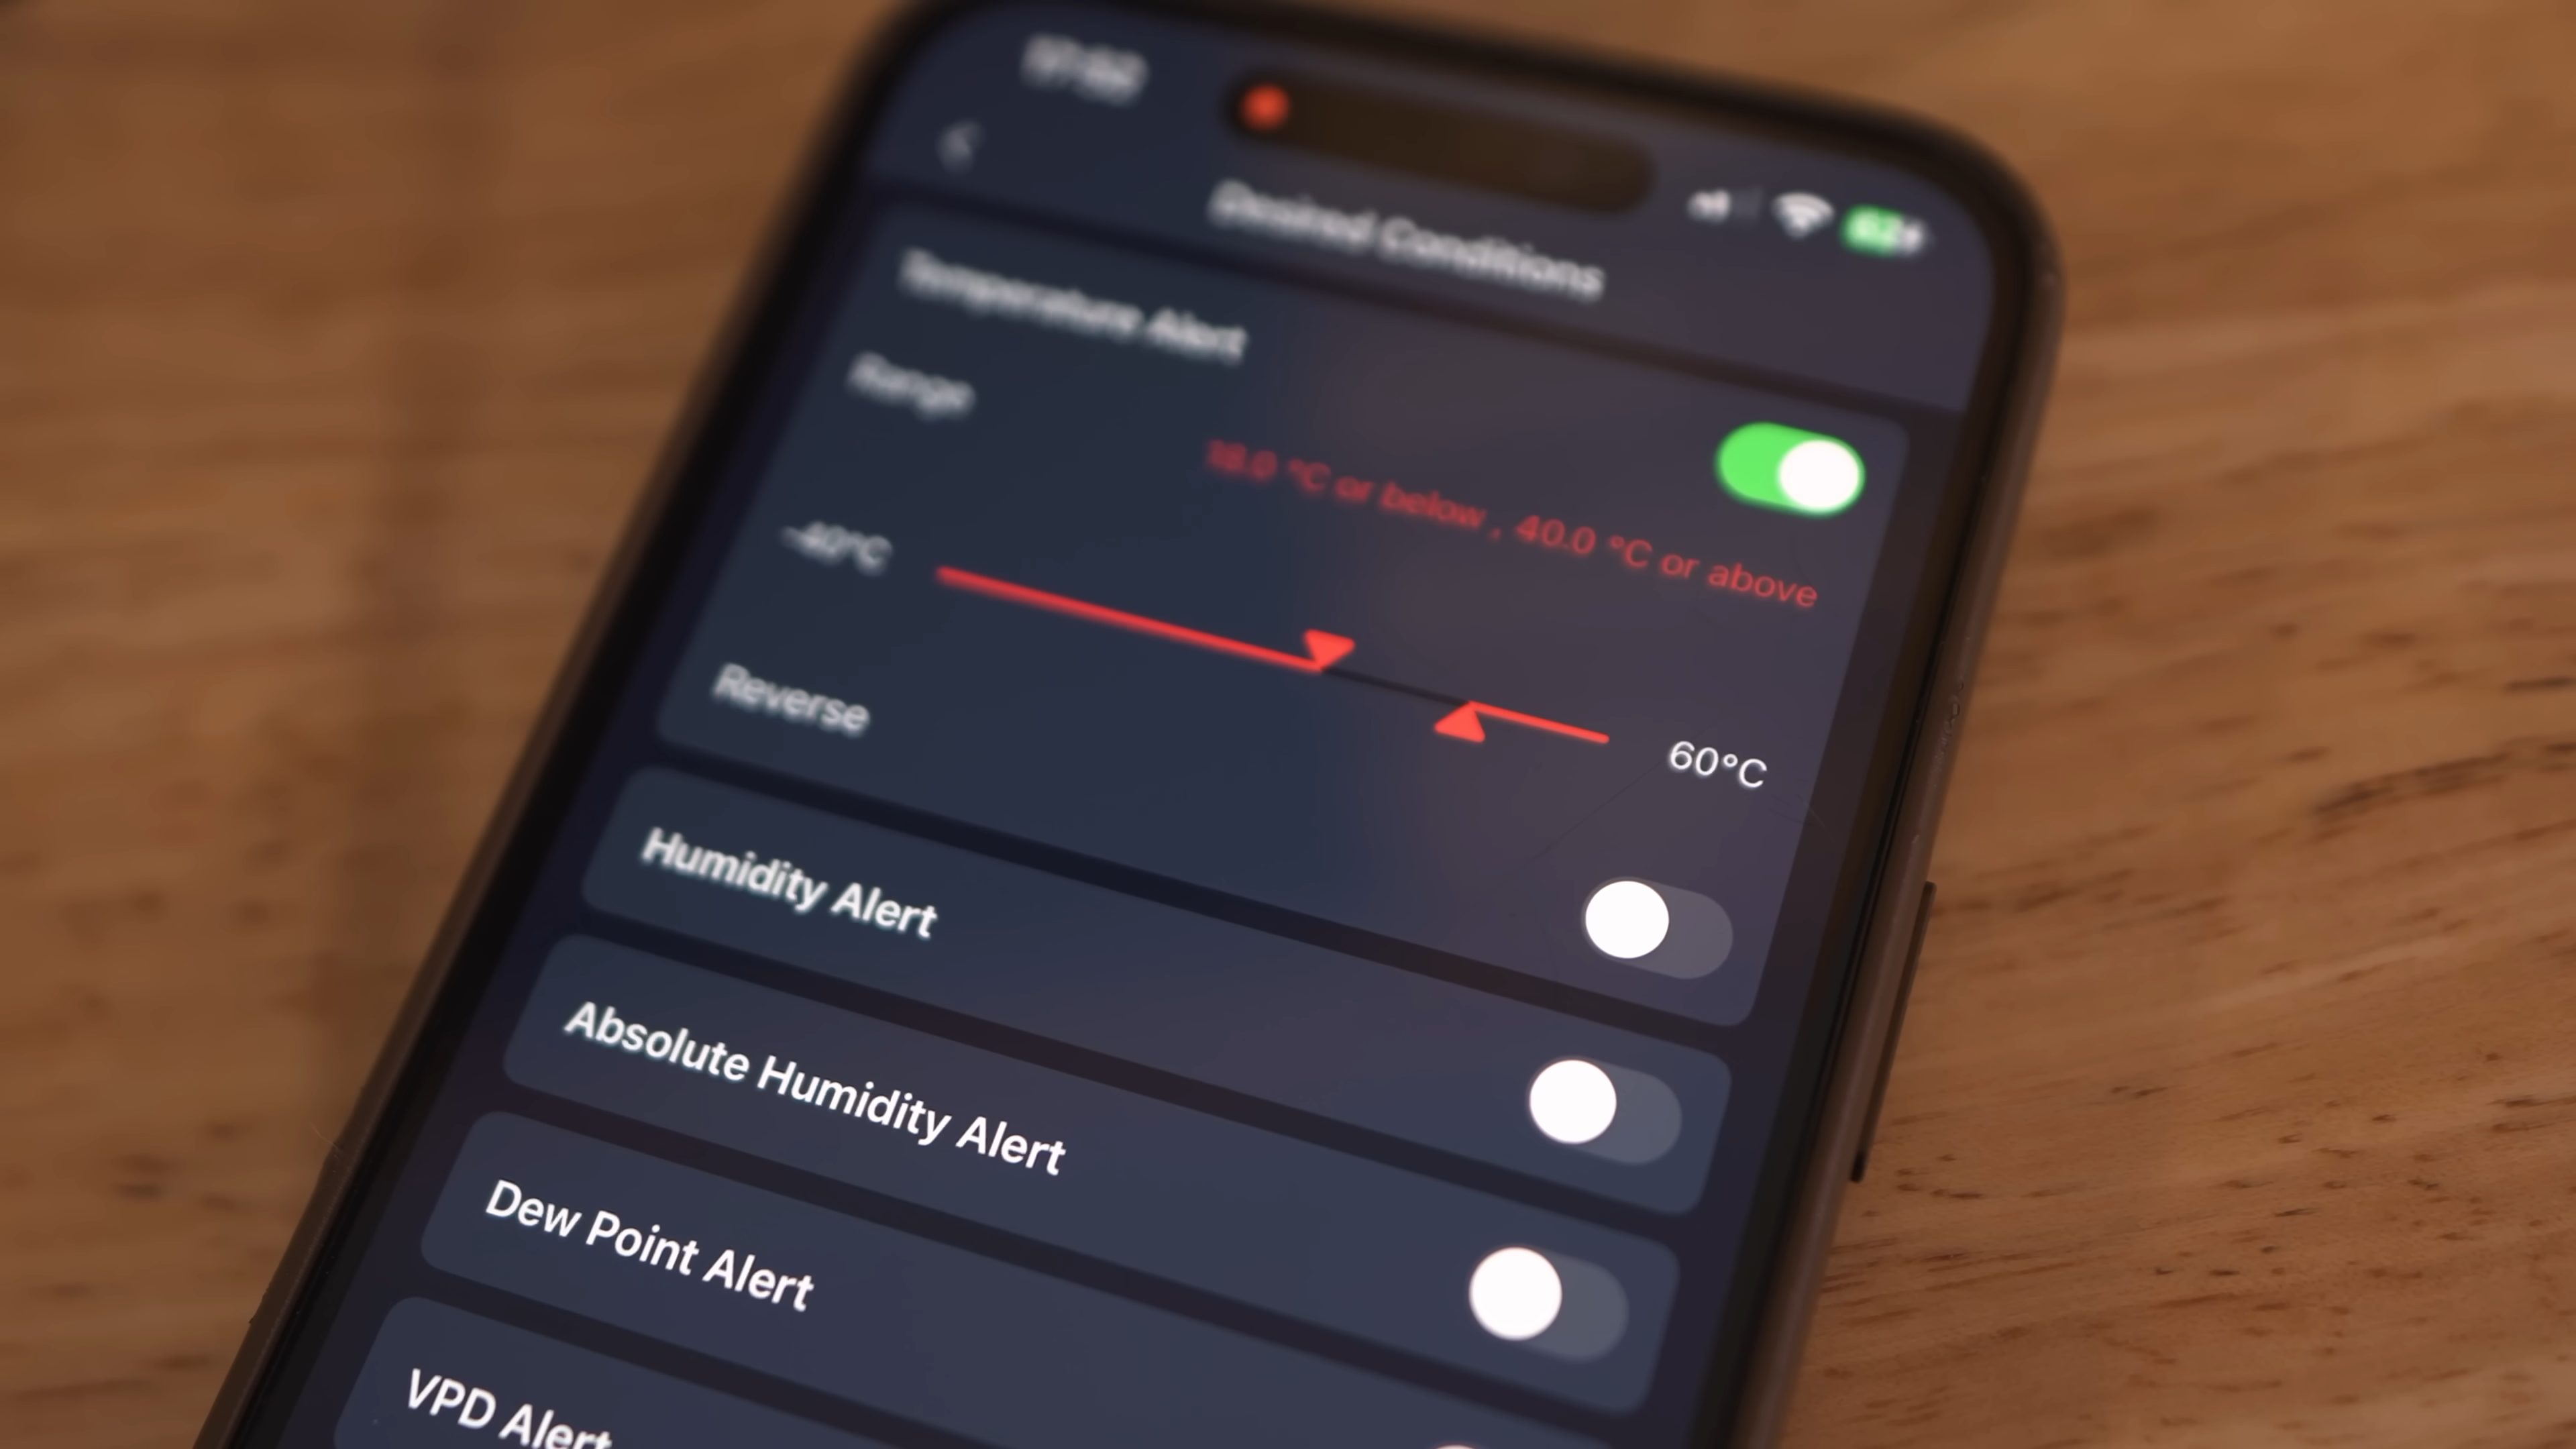 Desired Conditions
Temperature Alert
Range
18.0 °C or below , 40.0 °C or above
-40°C
60°C
Reverse
Humidity Alert
Absolute Humidity Alert
Dew Point Alert
VPD Alert